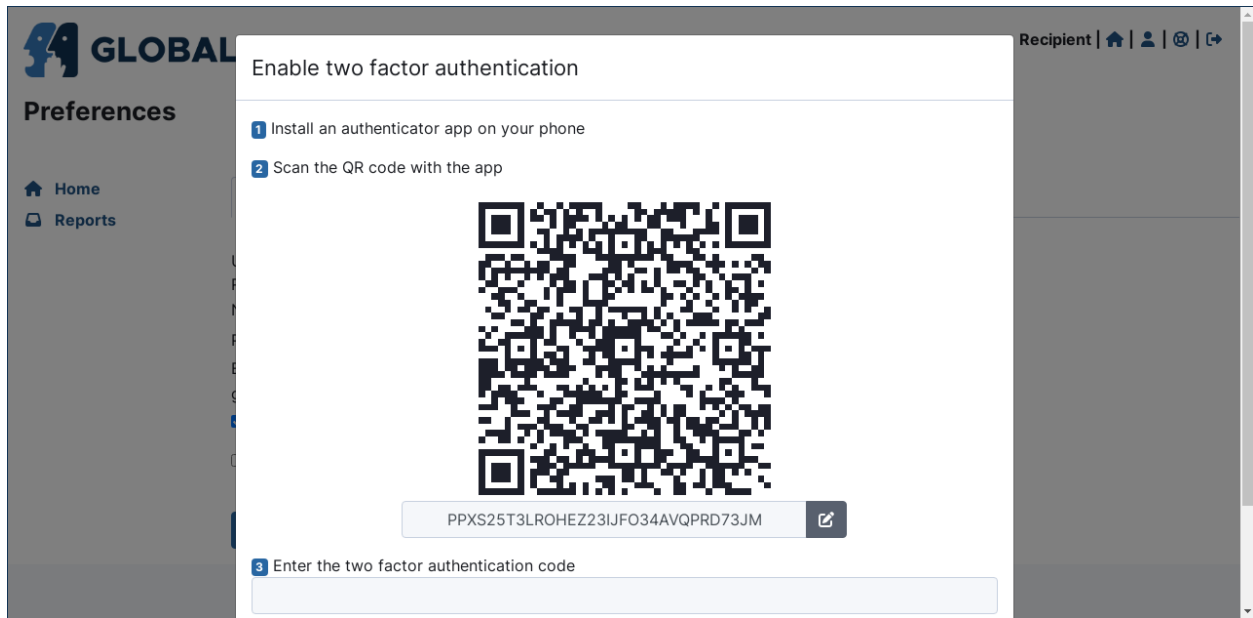 GLOBAL
Recipient | | | |
Preferences
Home
Reports
Enable two factor authentication
1 Install an authenticator app on your phone
2 Scan the QR code with the app
PPXS25T3LROHEZ23IJFO34AVQPRD73JM
3 Enter the two factor authentication code